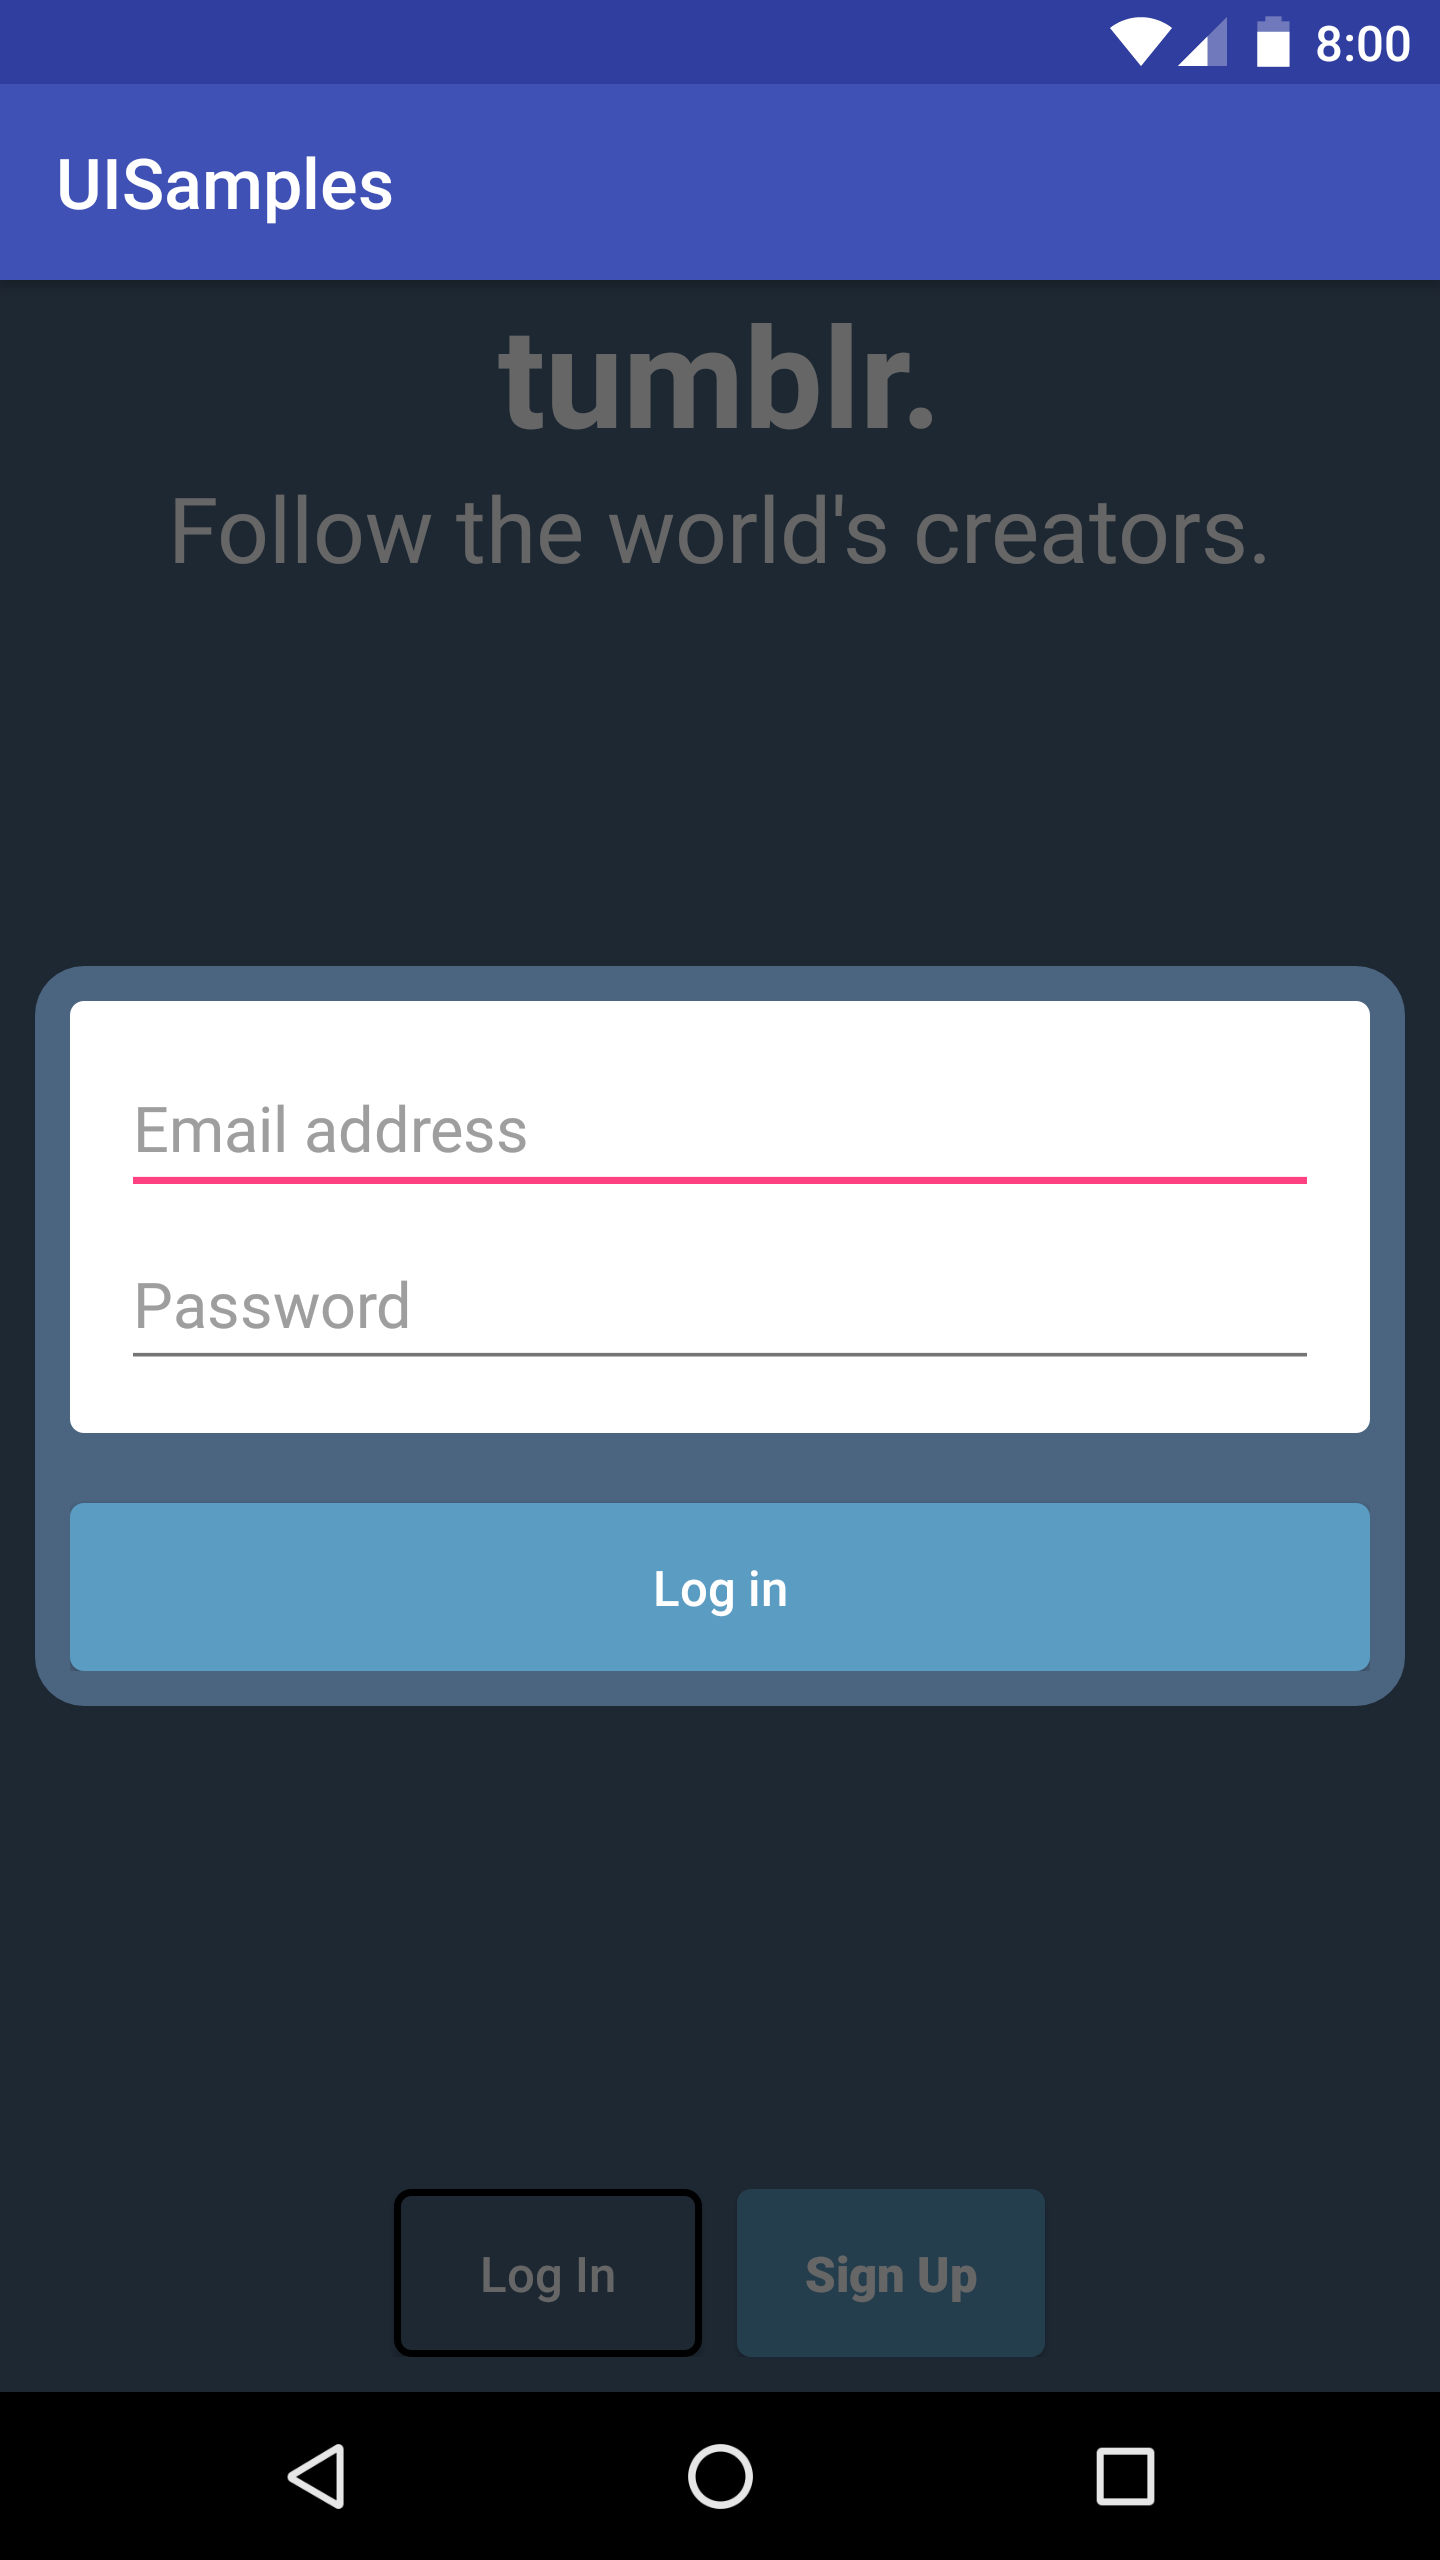 8:00
UISamples
tumblr.
Follow the world's creators.
Email address
Password
Log in
Log In
Sign Up